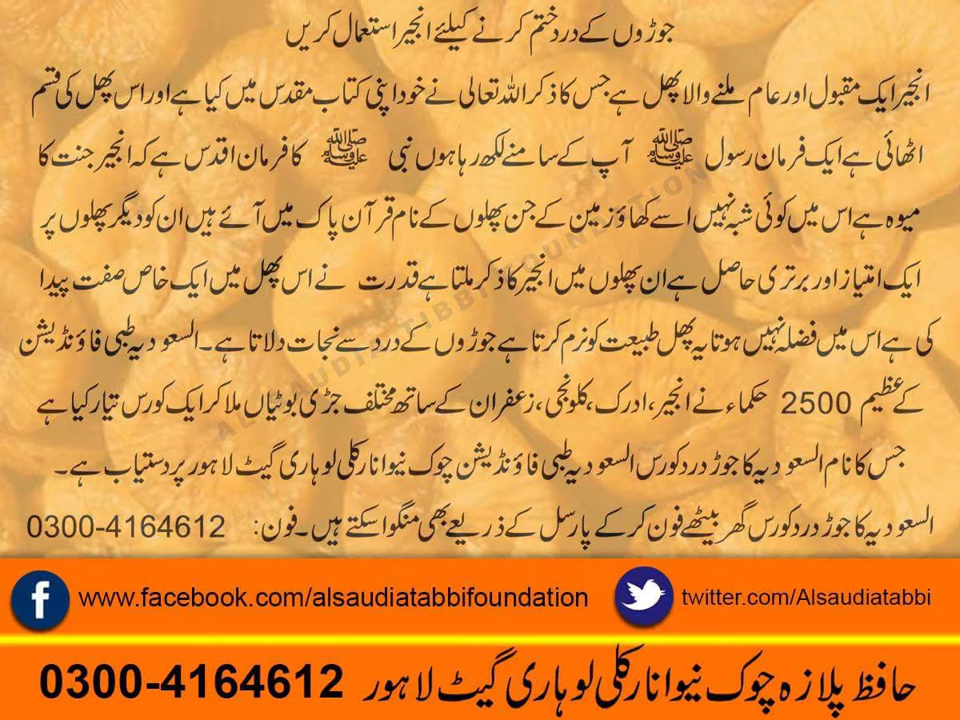 جوڑوں کے درد ختم کرنے کیلئے انجیر استعمال کریں
انجیر ایک مقبول اور عام ملنے والا پھل ہے جس کا ذکر اللہ تعالی نے خود اپنی کتاب مقدس میں کیا ہے اور اس پھل کی قسم
اٹھائی ہے ایک فرمان رسول ﷺ آپ کے سامنے لکھ رہا ہوں نبی ﷺ کا فرمان اقدس ہے کہ انجیر جنت کا
میوہ ہے اس میں کوئی شبہ نہیں اسے کھاؤ زمین کے جن پھلوں کے نام قرآن پاک میں آئے ہیں ان کو دیگر پھلوں پر
ایک امتیاز اور برتری حاصل ہے ان پھلوں میں انجیر کا ذکر ملتا ہے قدرت نے اس پھل میں ایک خاص صفت پیدا
کی ہے اس میں فضلہ نہیں ہوتا یہ پھل طبیعت کو نرم کرتا ہے جوڑوں کے درد سے نجات دلاتا ہے۔ السعودیہ طبی فاؤنڈیشن
کے عظیم 2500 حکماء نے انجیر، ادرک، کلونجی، زعفران کے ساتھ مختلف جڑی بوٹیاں ملا کر ایک کورس تیار کیا ہے
جس کا نام السعودیہ کا جوڑ درد کورس السعودیہ طبی فاؤنڈیشن چوک نیو انارکلی لوہاری گیٹ لاہور پر دستیاب ہے۔
السعودیہ کا جوڑ درد کورس گھر بیٹھے فون کر کے پارسل کے ذریعے بھی منگوا سکتے ہیں۔ فون: 0300-4164612
ALSAUDIA TIBBI FOUNDATION
www.facebook.com/alsaudiatabbifoundation
twitter.com/Alsaudiatabbi
حافظ پلازہ چوک نیو انارکلی لوہاری گیٹ لاہور 0300-4164612